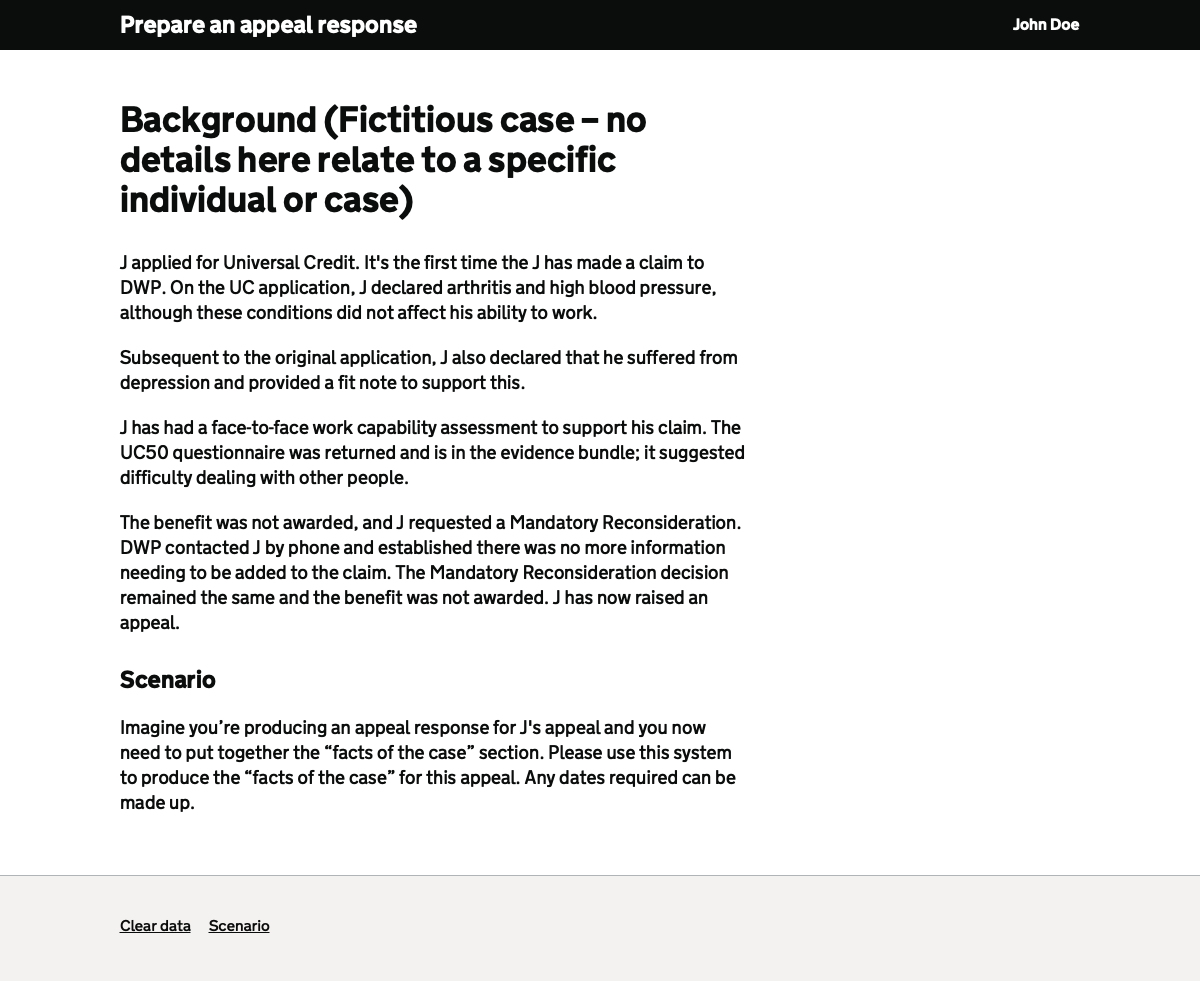 Prepare an appeal response
John Doe
Background (Fictitious case – no
details here relate to a specific
individual or case)
J applied for Universal Credit. It's the first time the J has made a claim to
DWP. On the UC application, J declared arthritis and high blood pressure,
although these conditions did not affect his ability to work.
Subsequent to the original application, J also declared that he suffered from
depression and provided a fit note to support this.
J has had a face-to-face work capability assessment to support his claim. The
UC50 questionnaire was returned and is in the evidence bundle; it suggested
difficulty dealing with other people.
The benefit was not awarded, and J requested a Mandatory Reconsideration.
DWP contacted J by phone and established there was no more information
needing to be added to the claim. The Mandatory Reconsideration decision
remained the same and the benefit was not awarded. J has now raised an
appeal.
Scenario
Imagine you’re producing an appeal response for J's appeal and you now
need to put together the “facts of the case” section. Please use this system
to produce the “facts of the case” for this appeal. Any dates required can be
made up.
Clear data Scenario